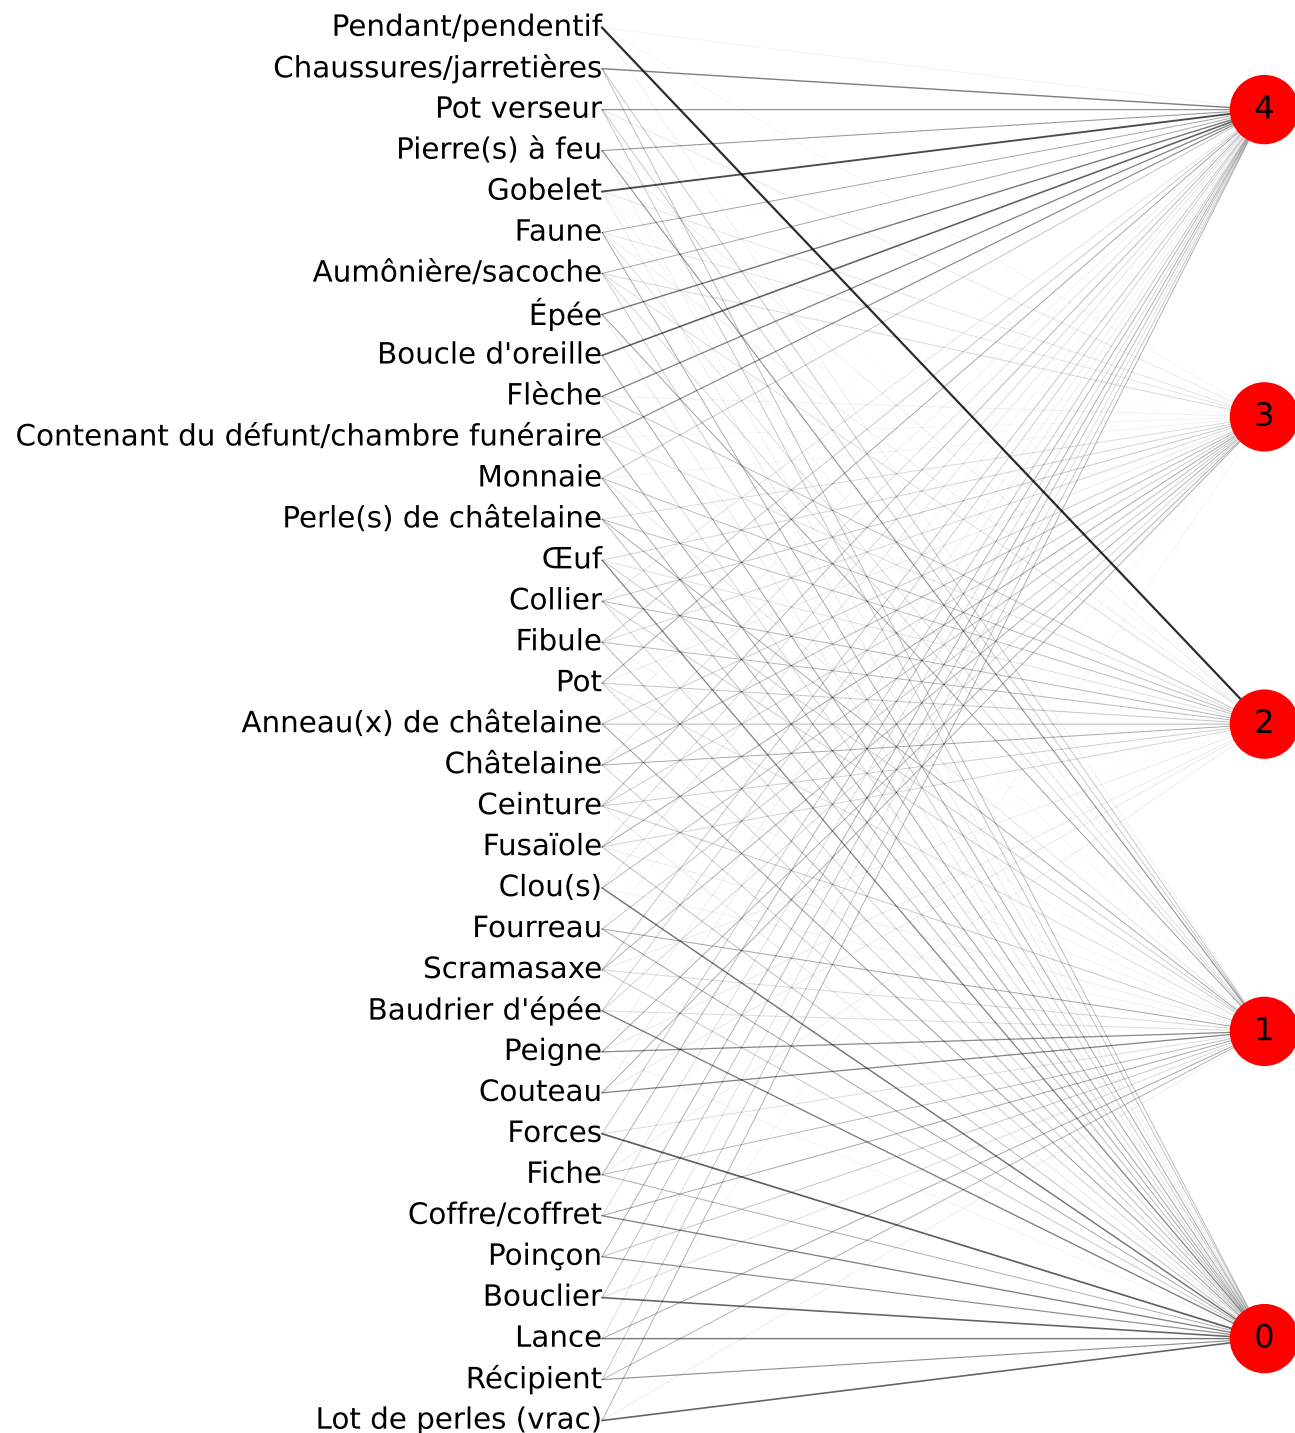 Pendant/pendentif
Chaussures/jarretières
Pot verseur
4
Pierre(s) à feu
Gobelet
Faune
Aumônière/sacoche
Épée
Boucle d'oreille
Flèche
3
Contenant du défunt/chambre funéraire
Monnaie
Perle(s) de châtelaine
Œuf
Collier
Fibule
Pot
Anneau(x) de châtelaine
2
Châtelaine
Ceinture
Fusaïole
Clou(s)
Fourreau
Scramasaxe
Baudrier d'épée
1
Peigne
Couteau
Forces
Fiche
Coffre/coffret
Poinçon
Bouclier
Lance
0
Récipient
Lot de perles (vrac)